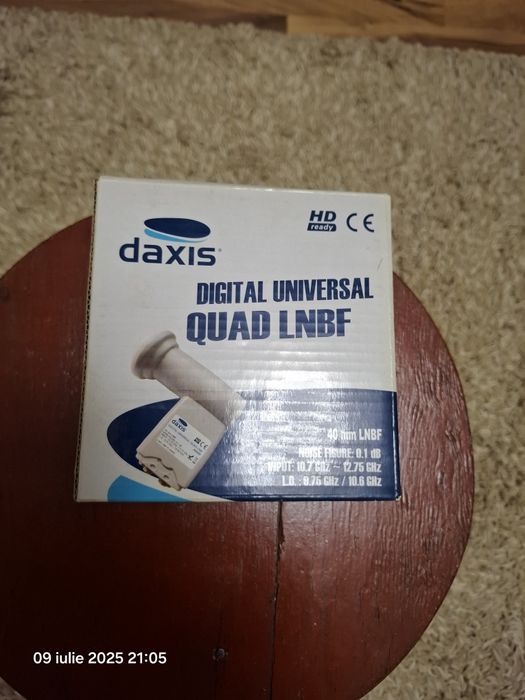 daxis®
HD
ready
CE
DIGITAL UNIVERSAL
QUAD LNBF
daxis
40 mm LNBF
NOISE FIGURE: 0.1 dB
INPUT: 10.7 GHz ~ 12.75 GHz
L.O. : 9.75 GHz / 10.6 GHz
09 iulie 2025 21:05